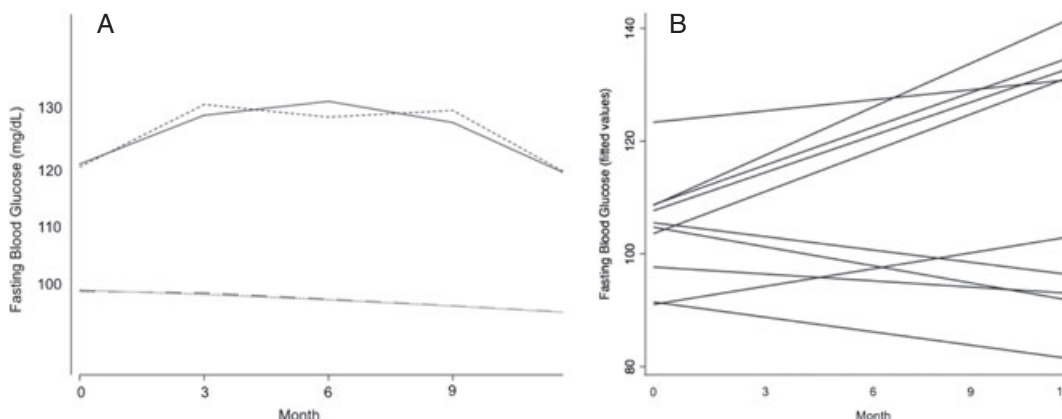 A
Fasting Blood Glucose (mg/dL)
130
120
110
100
0 3 6 9
Month
B
Fasting Blood Glucose (fitted values)
140
120
100
80
0 3 6 9 1
Month